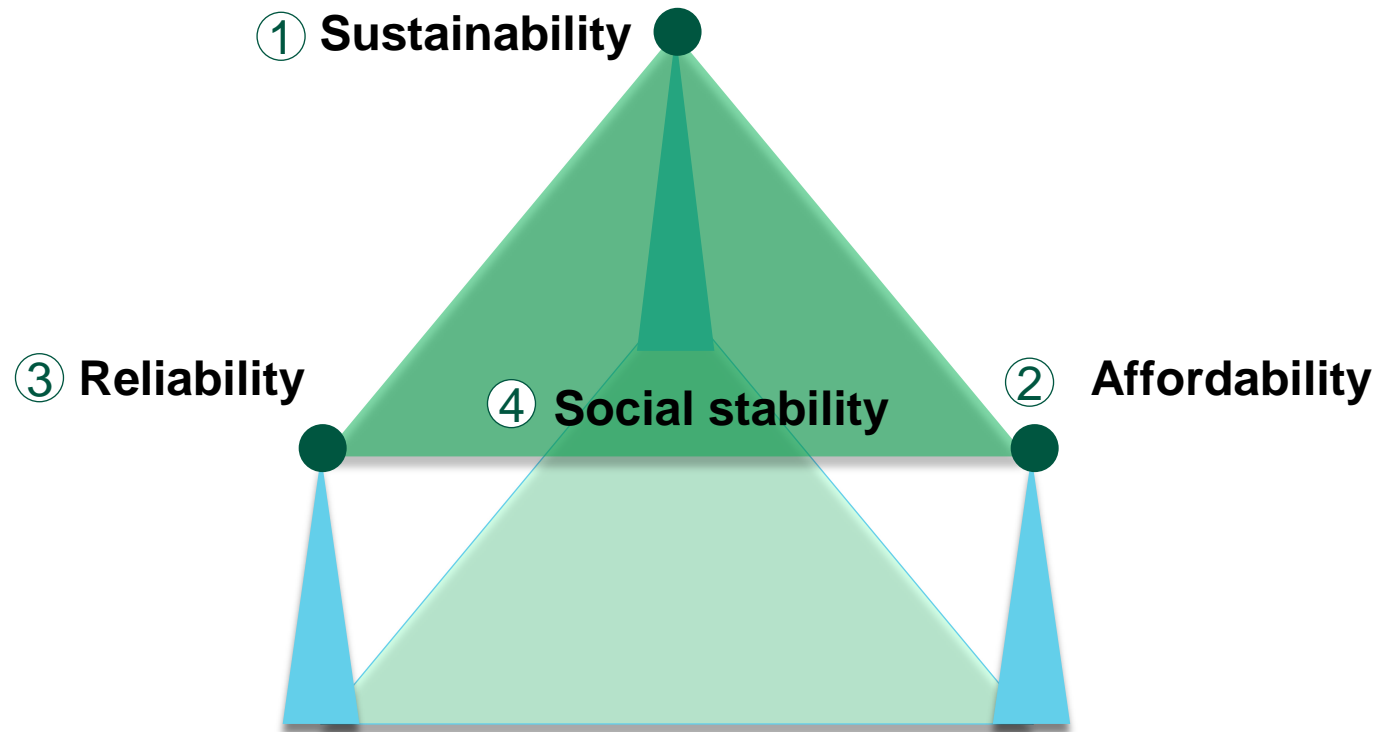 ① Sustainability
③ Reliability
② Affordability
④ Social stability